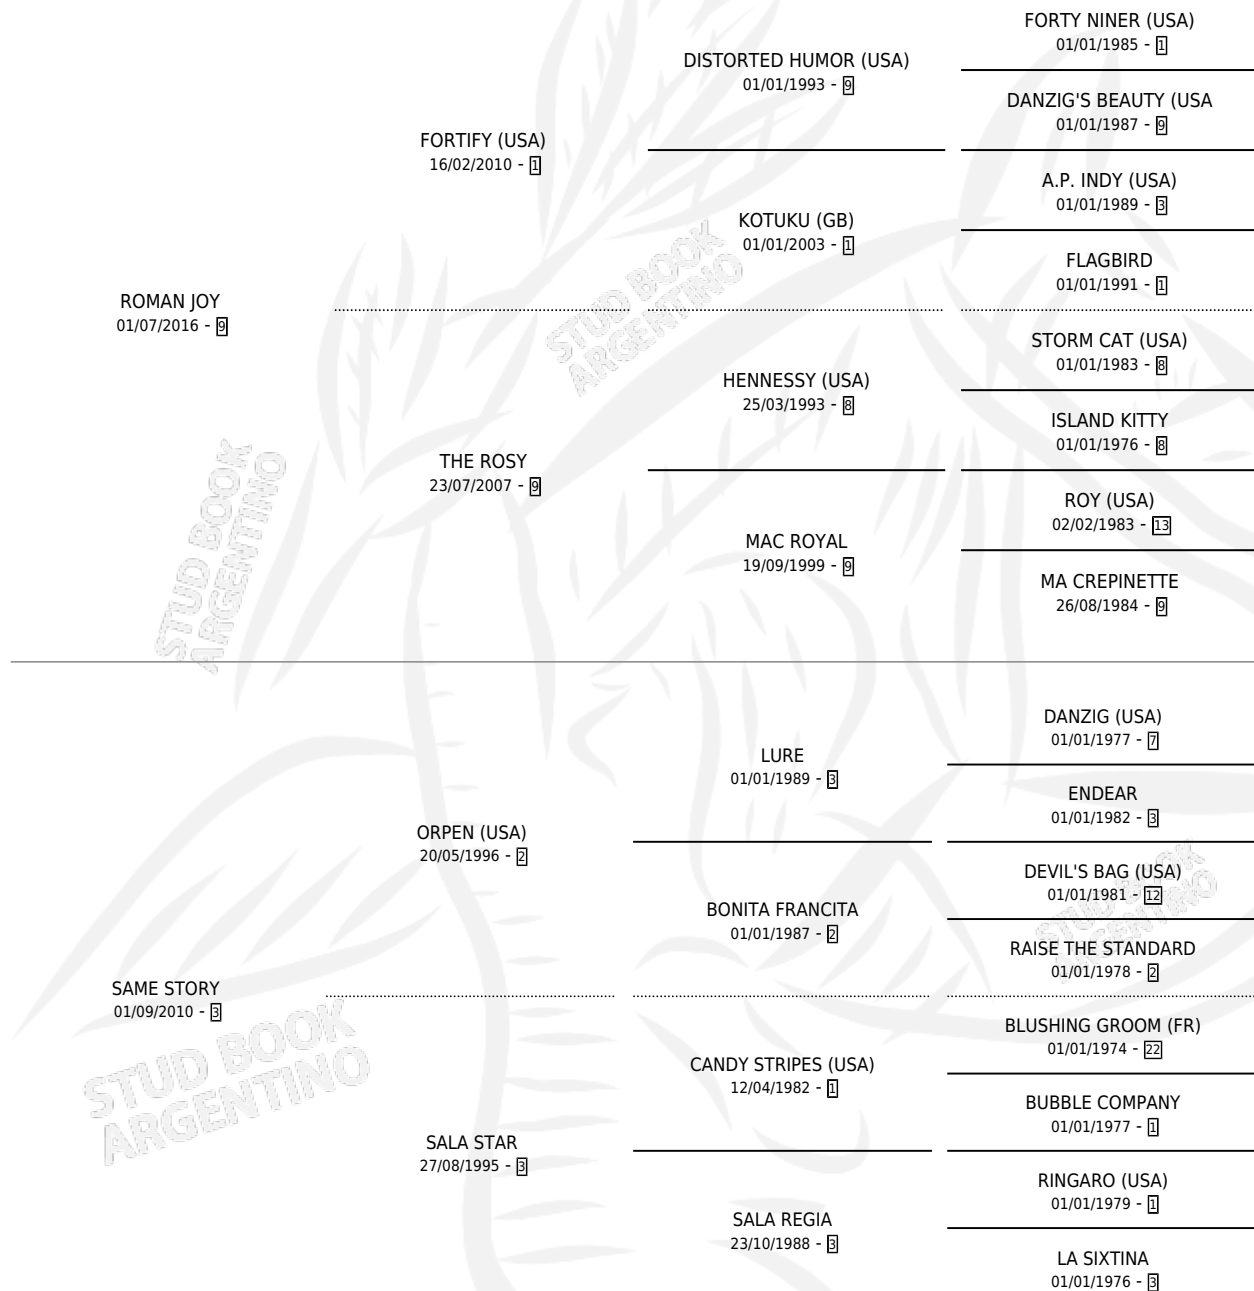 FORTY NINER (USA)
01/01/1985 - 1
DISTORTED HUMOR (USA)
01/01/1993 - 9
DANZIG'S BEAUTY (USA
01/01/1987 - 9
FORTIFY (USA)
16/02/2010 - 1
A.P. INDY (USA)
01/01/1989 - 3
KOTUKU (GB)
01/01/2003 - 1
FLAGBIRD
01/01/1991 - 1
ROMAN JOY
01/07/2016 - 9
STORM CAT (USA)
01/01/1983 - 8
HENNESSY (USA)
25/03/1993 - 8
ISLAND KITTY
01/01/1976 - 8
THE ROSY
23/07/2007 - 9
ROY (USA)
02/02/1983 - 13
MAC ROYAL
19/09/1999 - 9
MA CREPINETTE
26/08/1984 - 9
DANZIG (USA)
01/01/1977 - 7
LURE
01/01/1989 - 3
ENDEAR
01/01/1982 - 3
ORPEN (USA)
20/05/1996 - 2
DEVIL'S BAG (USA)
01/01/1981 - 12
BONITA FRANCITA
01/01/1987 - 2
RAISE THE STANDARD
01/01/1978 - 2
SAME STORY
01/09/2010 - 3
BLUSHING GROOM (FR)
01/01/1974 - 22
CANDY STRIPES (USA)
12/04/1982 - 1
BUBBLE COMPANY
01/01/1977 - 1
SALA STAR
27/08/1995 - 3
RINGARO (USA)
01/01/1979 - 1
SALA REGIA
23/10/1988 - 3
LA SIXTINA
01/01/1976 - 3
STUD BOOK
ARGENTINO
STUD BOOK
ARGENTINO
STUD BOOK
ARGENTINO
STUD BOOK
ARGENTINO